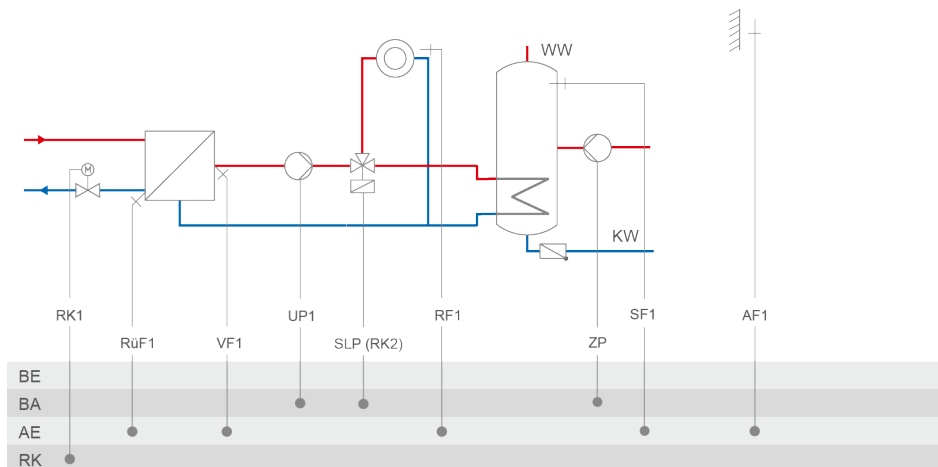 WW
M
KW
RK1 UP1 RF1 SF1 AF1
RüF1 VF1 SLP (RK2) ZP
BE
BA
AE
RK